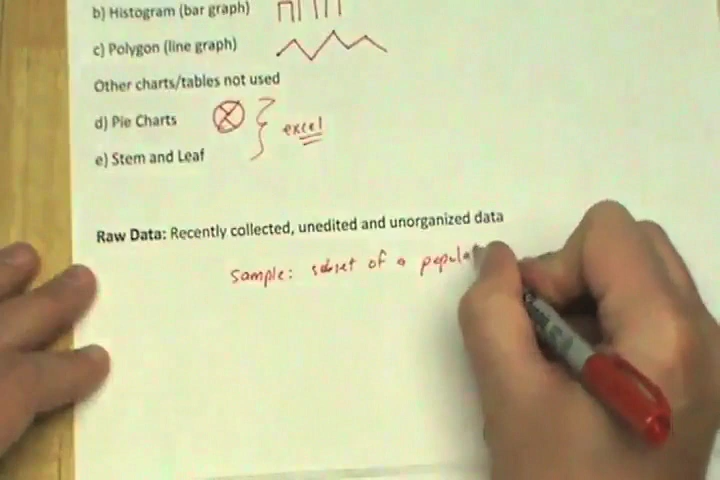 b) Histogram (bar graph)
c) Polygon (line graph)
Other charts/tables not used
d) Pie Charts
excel
e) Stem and Leaf
Raw Data: Recently collected, unedited and unorganized data
Sample: subset of a populat